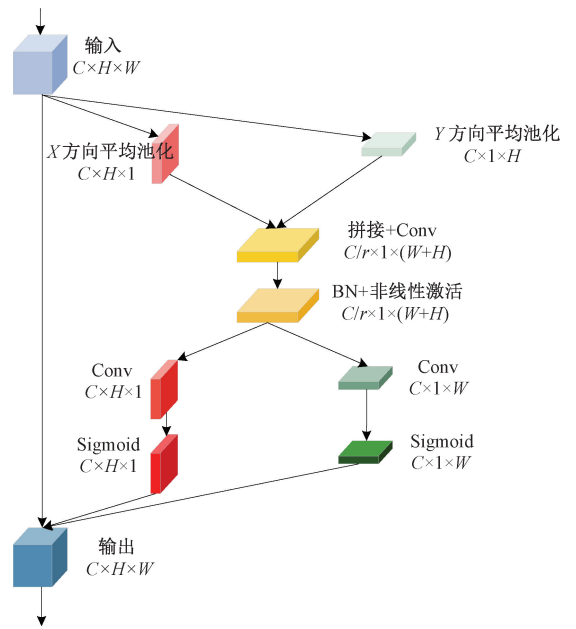 输入
C×H×W
X方向平均池化
C×H×1
Y方向平均池化
C×1×H
拼接+Conv
C/r×1×(W+H)
BN+非线性激活
C/r×1×(W+H)
Conv
C×H×1
Conv
C×1×W
Sigmoid
C×H×1
Sigmoid
C×1×W
输出
C×H×W